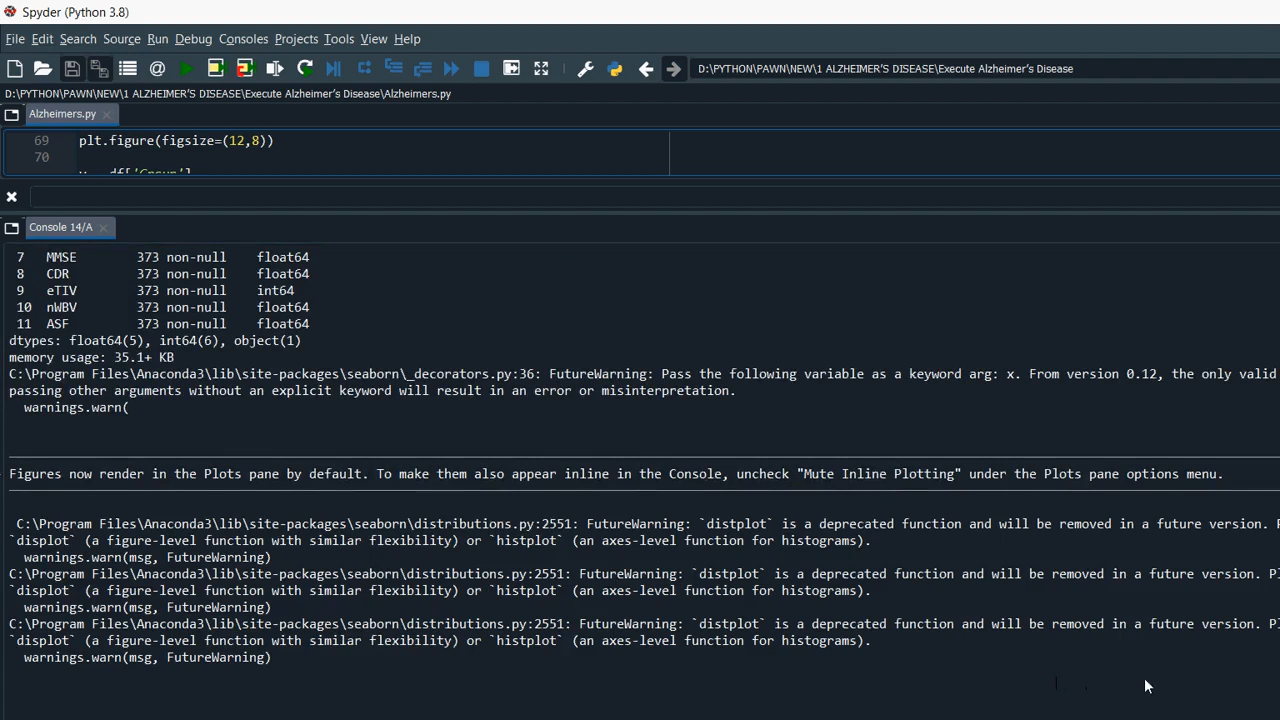 Spyder (Python 3.8)
File Edit Search Source Run Debug Consoles Projects Tools View Help
D:\PYTHON\PAWN\NEW\1 ALZHEIMER'S DISEASE\Execute Alzheimer's Disease
D:\PYTHON\PAWN\NEW\1 ALZHEIMER'S DISEASE\Execute Alzheimer's Disease\Alzheimers.py
Alzheimers.py
69 plt.figure(figsize=(12,8))
70
df['Group']
Console 14/A
7 MMSE 373 non-null float64
8 CDR 373 non-null float64
9 eTIV 373 non-null int64
10 nWBV 373 non-null float64
11 ASF 373 non-null float64
dtypes: float64(5), int64(6), object(1)
memory usage: 35.1+ KB
C:\Program Files\Anaconda3\lib\site-packages\seaborn\_decorators.py:36: FutureWarning: Pass the following variable as a keyword arg: x. From version 0.12, the only valid
passing other arguments without an explicit keyword will result in an error or misinterpretation.
warnings.warn(
Figures now render in the Plots pane by default. To make them also appear inline in the Console, uncheck "Mute Inline Plotting" under the Plots pane options menu.
C:\Program Files\Anaconda3\lib\site-packages\seaborn\distributions.py:2551: FutureWarning: `distplot` is a deprecated function and will be removed in a future version.
`displot` (a figure-level function with similar flexibility) or `histplot` (an axes-level function for histograms).
warnings.warn(msg, FutureWarning)
C:\Program Files\Anaconda3\lib\site-packages\seaborn\distributions.py:2551: FutureWarning: `distplot` is a deprecated function and will be removed in a future version. Pl
`displot` (a figure-level function with similar flexibility) or `histplot` (an axes-level function for histograms).
warnings.warn(msg, FutureWarning)
C:\Program Files\Anaconda3\lib\site-packages\seaborn\distributions.py:2551: FutureWarning: `distplot` is a deprecated function and will be removed in a future version. Pl
`displot` (a figure-level function with similar flexibility) or `histplot` (an axes-level function for histograms).
warnings.warn(msg, FutureWarning)